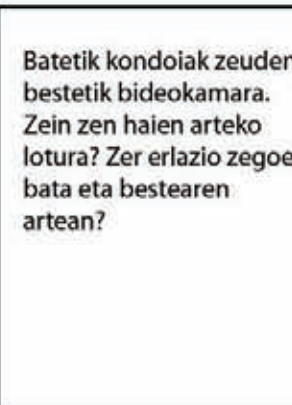 Batetik kondoiak zeuden
bestetik bideokamara.
Zein zen haien arteko
lotura? Zer erlazio zegoe
bata eta bestearen
artean?